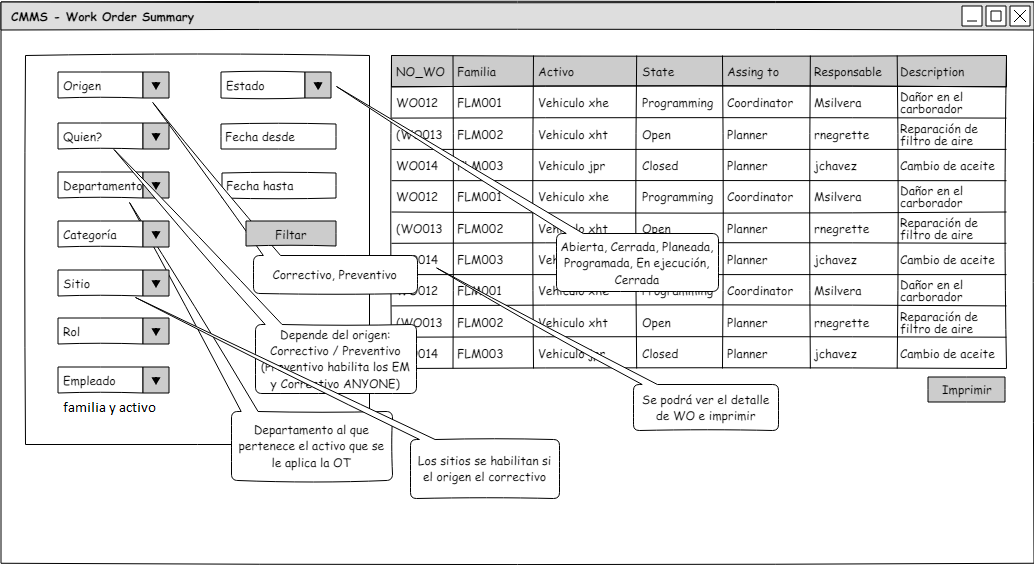 CMMS - Work Order Summary
Origen
Estado
Quien?
Fecha desde
Departamento
Fecha hasta
Categoría
Filtar
Sitio
Rol
Empleado
familia y activo
Correctivo, Preventivo
Depende del origen:
Correctivo / Preventivo
(Preventivo habilita los EM
y Correctivo ANYONE)
Departamento al que
pertenece el activo que se
le aplica la OT
Los sitios se habilitan si
el origen el correctivo
NO_WO Familia Activo State Assing to Responsable Description
WO012 FLM001 Vehiculo xhe Programming Coordinator Msilvera Dañor en el
carborador
(WO013 FLM002 Vehiculo xht Open Planner rnegrette Reparación de
filtro de aire
WO014 FLM003 Vehiculo jpr Closed Planner jchavez Cambio de aceite
WO012 FLM001 Vehiculo xhe Programming Coordinator Msilvera Dañor en el
carborador
(WO013 FLM002 Vehiculo xht Open Planner rnegrette Reparación de
filtro de aire
014 FLM003 Veh Planner jchavez Cambio de aceite
WO012 FLM001 Vehiculo xhe Programming Coordinator Msilvera Dañor en el
carborador
(WO013 FLM002 Vehiculo xht Open Planner rnegrette Reparación de
filtro de aire
014 FLM003 Vehiculo jpr Closed Planner jchavez Cambio de aceite
Abierta, Cerrada, Planeada,
Programada, En ejecución,
Cerrada
Se podrá ver el detalle
de WO e imprimir
Imprimir